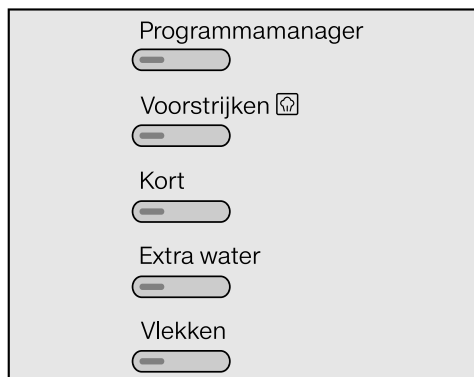 Programmamanager
Voorstrijken
Kort
Extra water
Vlekken